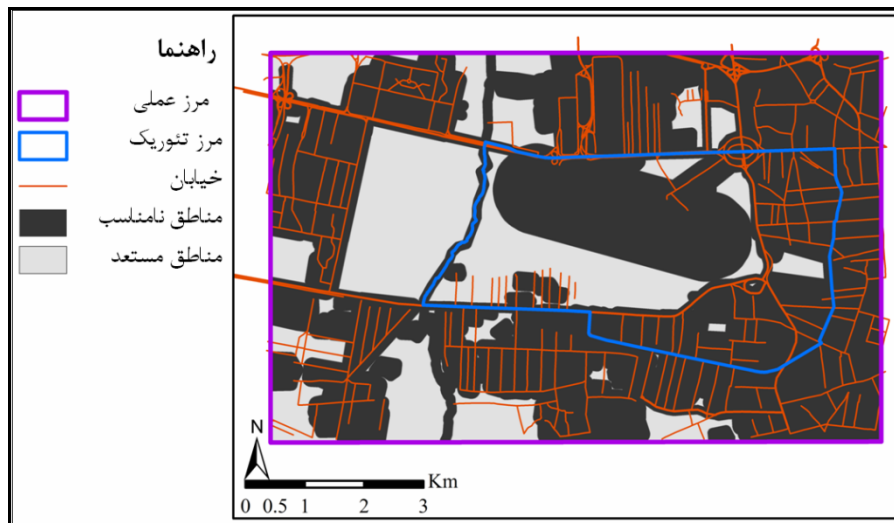 راهنما
مرز عملی
مرز تئوریک
خیابان
مناطق نامناسب
مناطق مستعد
N
Km
0 0.5 1 2 3